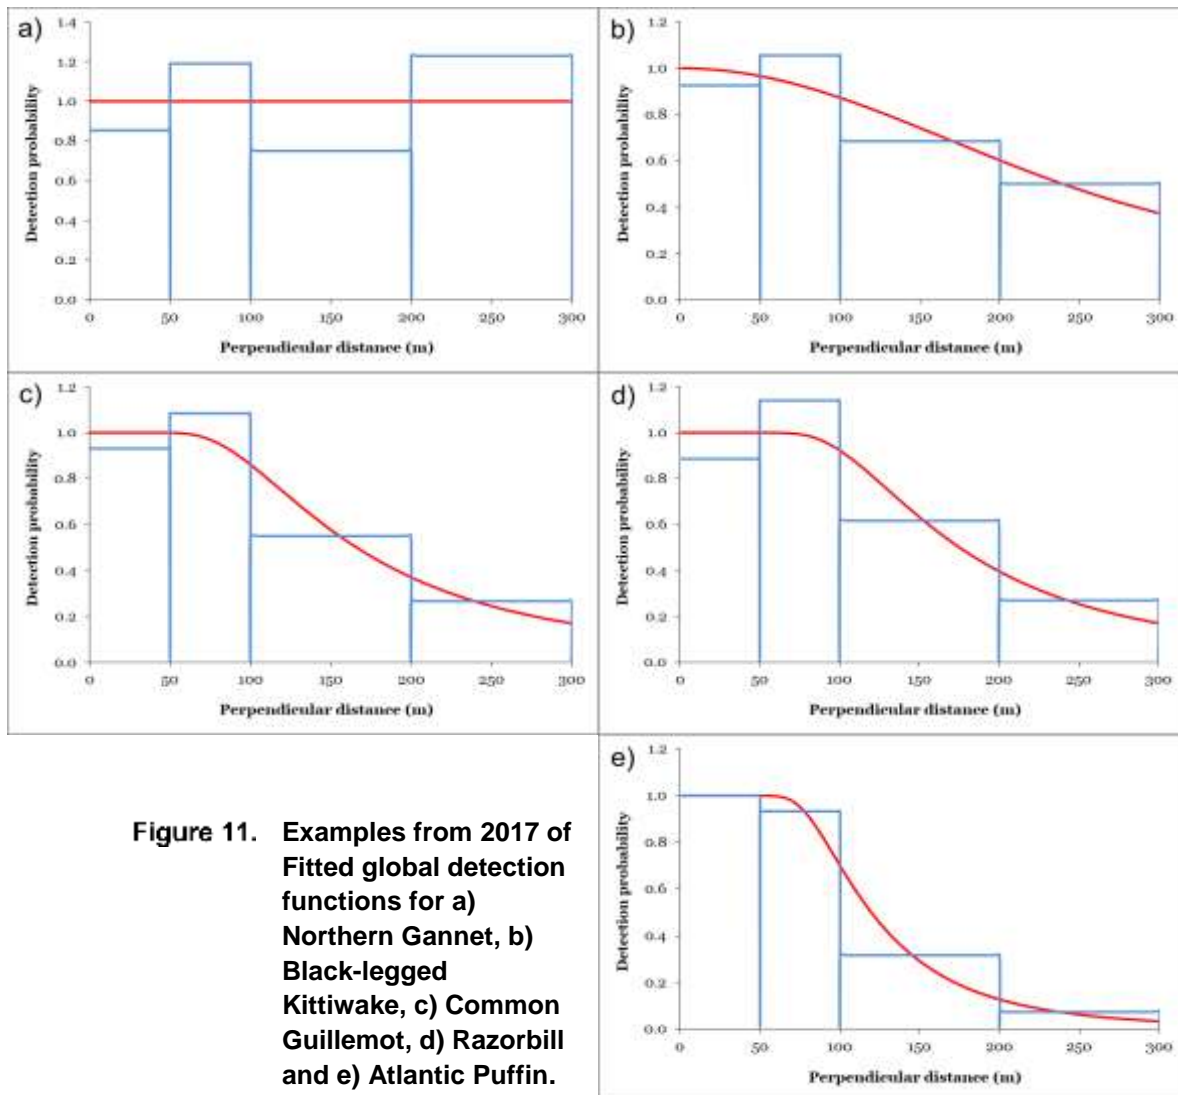 a)
1.4
1.2
1.0
0.8
0.6
0.4
0.2
0.0
Detection probability
0 50 100 150 200 250 300
Perpendicular distance (m)
b)
1.2
1.0
0.8
0.6
0.4
0.2
0.0
Detection probability
0 50 100 150 200 250 300
Perpendicular distance (m)
c)
1.2
1.0
0.8
0.6
0.4
0.2
0.0
Detection probability
0 50 100 150 200 250 300
Perpendicular distance (m)
d)
1.2
1.0
0.8
0.6
0.4
0.2
0.0
Detection probability
0 50 100 150 200 250 300
Perpendicular distance (m)
e)
1.2
1.0
0.8
0.6
0.4
0.2
0.0
Detection probability
0 50 100 150 200 250 300
Perpendicular distance (m)
Figure 11. Examples from 2017 of
Fitted global detection
functions for a)
Northern Gannet, b)
Black-legged
Kittiwake, c) Common
Guillemot, d) Razorbill
and e) Atlantic Puffin.